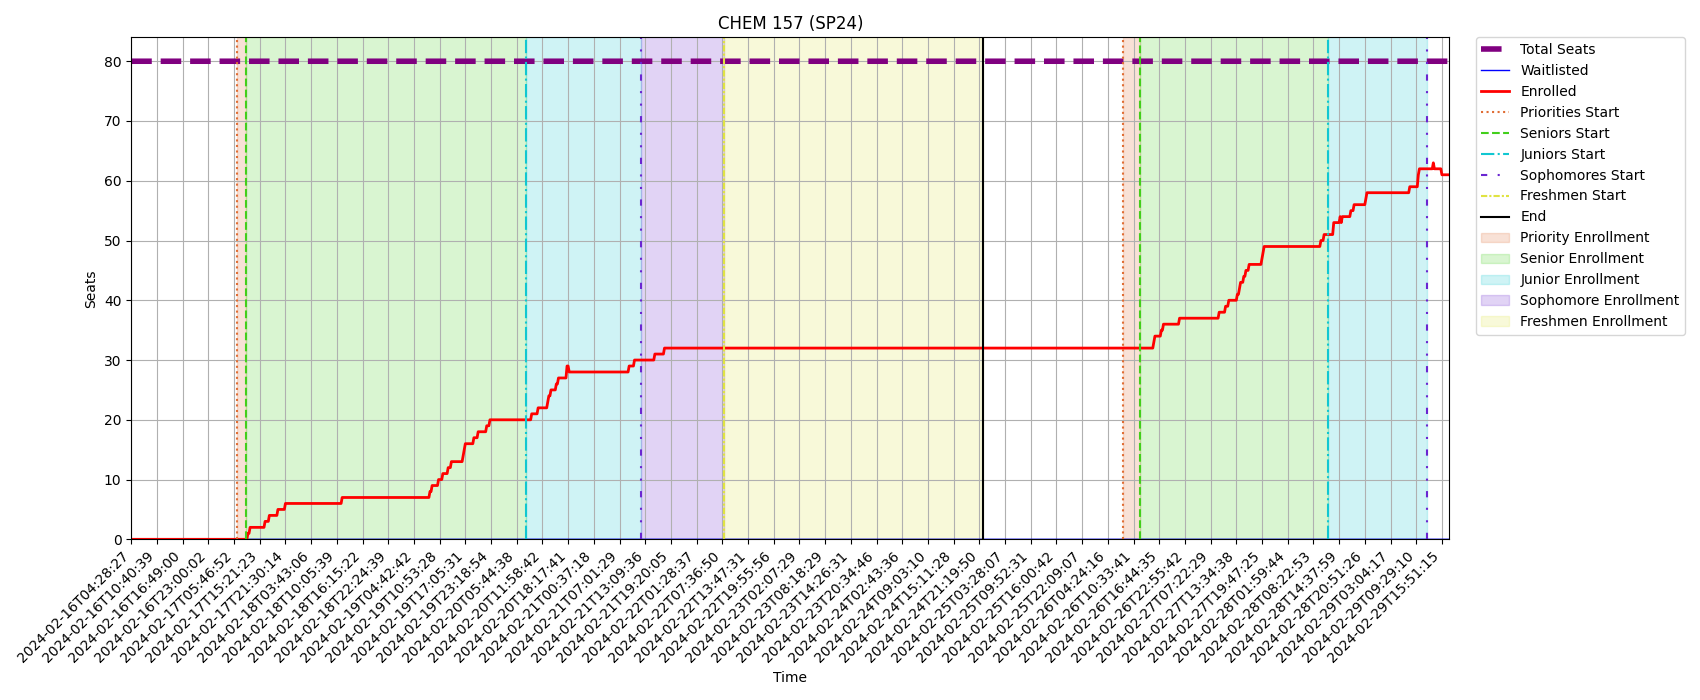 CHEM 157 (SP24)
Seats
80
70
60
50
40
30
20
10
0
2024-02-16T04:28:27
2024-02-16T10:40:39
2024-02-16T16:49:00
2024-02-16T23:00:02
2024-02-17T05:46:52
2024-02-17T15:21:23
2024-02-17T21:30:14
2024-02-18T03:43:06
2024-02-18T10:05:39
2024-02-18T16:15:22
2024-02-18T22:24:39
2024-02-19T04:42:42
2024-02-19T10:53:28
2024-02-19T17:05:31
2024-02-19T23:18:54
2024-02-20T05:44:38
2024-02-20T11:58:42
2024-02-20T18:17:41
2024-02-21T00:37:18
2024-02-21T07:01:29
2024-02-21T13:09:36
2024-02-21T19:20:05
2024-02-22T01:28:37
2024-02-22T07:36:50
2024-02-22T13:47:31
2024-02-22T19:55:56
2024-02-23T02:07:29
2024-02-23T08:18:29
2024-02-23T14:26:31
2024-02-23T20:34:46
2024-02-24T02:43:36
2024-02-24T09:03:10
2024-02-24T15:11:28
2024-02-24T21:19:50
2024-02-25T03:28:07
2024-02-25T09:52:31
2024-02-25T16:00:42
2024-02-25T22:09:07
2024-02-26T04:24:16
2024-02-26T10:33:41
2024-02-26T16:44:35
2024-02-26T22:55:42
2024-02-27T07:22:29
2024-02-27T13:34:38
2024-02-27T19:47:25
2024-02-28T01:59:44
2024-02-28T08:22:53
2024-02-28T14:37:59
2024-02-28T20:51:26
2024-02-29T03:04:17
2024-02-29T09:29:10
2024-02-29T15:51:15
Time
Total Seats
Waitlisted
Enrolled
Priorities Start
Seniors Start
Juniors Start
Sophomores Start
Freshmen Start
End
Priority Enrollment
Senior Enrollment
Junior Enrollment
Sophomore Enrollment
Freshmen Enrollment